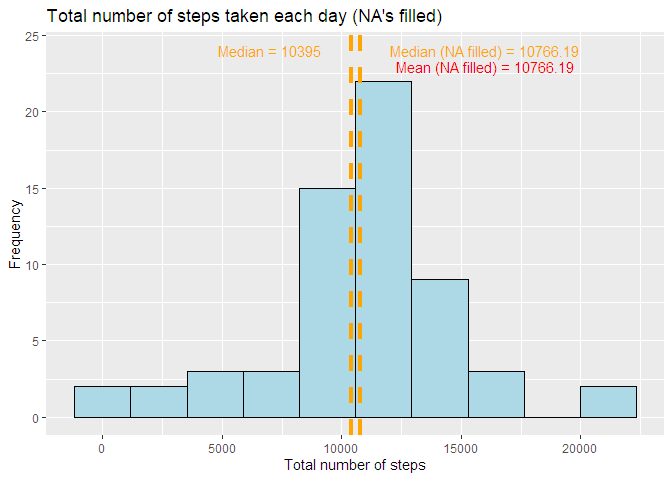 Total number of steps taken each day (NA's filled)
25
Median = 10395
Median (NA filled) = 10766.19
Mean (NA filled) = 10766.19
20
15
Frequency
10
5
0
0
5000
10000
15000
20000
Total number of steps